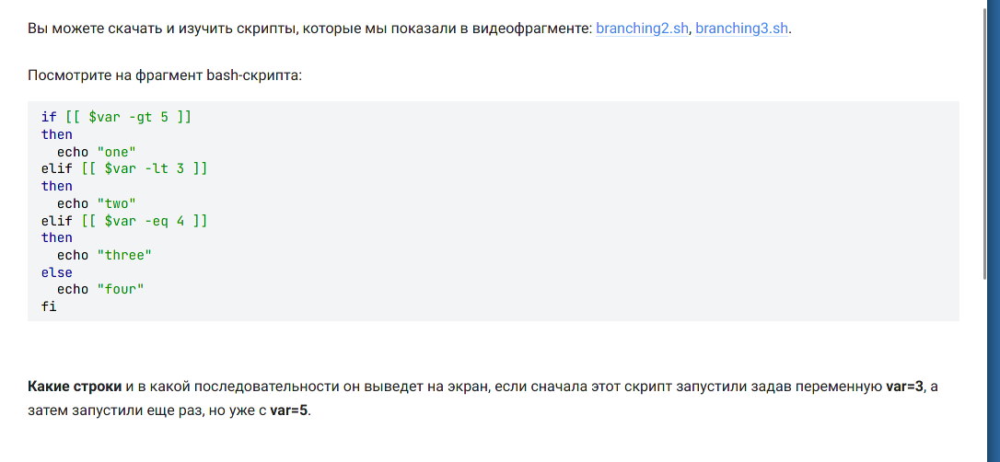 Вы можете скачать и изучить скрипты, которые мы показали в видеофрагменте: branching2.sh, branching3.sh.
Посмотрите на фрагмент bash-скрипта:
if [[ $var -gt 5 ]]
then
  echo "one"
elif [[ $var -lt 3 ]]
then
  echo "two"
elif [[ $var -eq 4 ]]
then
  echo "three"
else
  echo "four"
fi
Какие строки и в какой последовательности он выведет на экран, если сначала этот скрипт запустили задав переменную var=3, а
затем запустили еще раз, но уже с var=5.